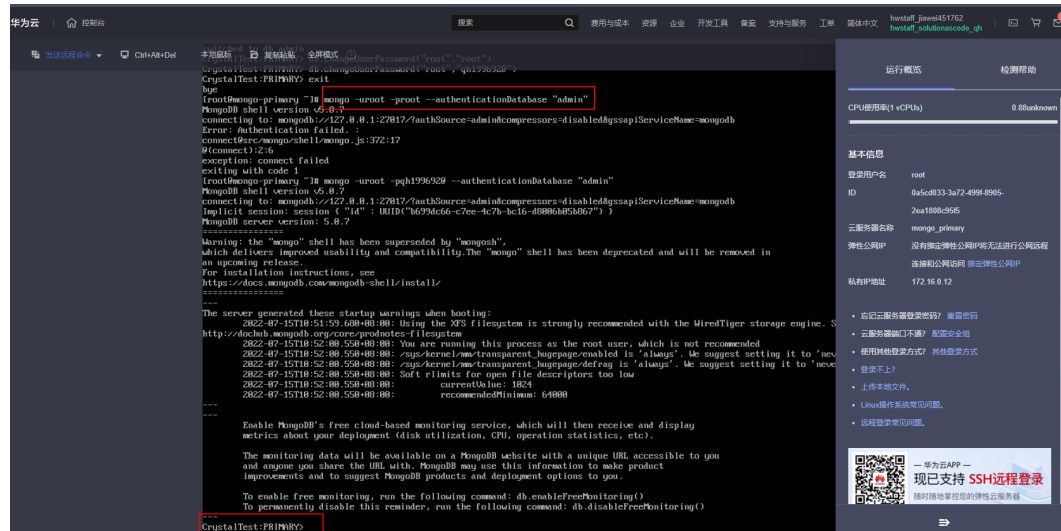 华为云 控制台 搜索 费用与成本 资源 企业 开发工具 备案 支持与服务 工单 简体中文 hwstaff_jiawei451762
hwstaff_solutionascode_qh
发送远程命令 Ctrl+Alt+Del 本地鼠标 复制粘贴 全屏模式
switched to db admin
CrystalTest:PRIMARY> db.changeUserPassword("root","root")
CrystalTest:PRIMARY> db.changeUserPassword("root","qh1996920")
CrystalTest:PRIMARY> exit
bye
[root@mongo-primary ~]# mongo -uroot -proot --authenticationDatabase "admin"
MongoDB shell version v5.0.7
connecting to: mongodb://127.0.0.1:27017/?authSource=admin&compressors=disabled&gssapiServiceName=mongodb
Error: Authentication failed. :
connect@src/mongo/shell/mongo.js:372:17
@(connect):2:6
exception: connect failed
exiting with code 1
[root@mongo-primary ~]# mongo -uroot -pqh1996920 --authenticationDatabase "admin"
MongoDB shell version v5.0.7
connecting to: mongodb://127.0.0.1:27017/?authSource=admin&compressors=disabled&gssapiServiceName=mongodb
Implicit session: session { "id" : UUID("b699dc66-c7ee-4c7b-bc16-d8006b05b867") }
MongoDB server version: 5.0.7
================
Warning: the "mongo" shell has been superseded by "mongosh",
which delivers improved usability and compatibility.The "mongo" shell has been deprecated and will be removed in
an upcoming release.
For installation instructions, see
https://docs.mongodb.com/mongodb-shell/install/
================
---
The server generated these startup warnings when booting:
2022-07-15T10:51:59.680+08:00: Using the XFS filesystem is strongly recommended with the WiredTiger storage engine. S
http://dochub.mongodb.org/core/prodnotes-filesystem
2022-07-15T10:52:00.550+08:00: You are running this process as the root user, which is not recommended
2022-07-15T10:52:00.550+08:00: /sys/kernel/mm/transparent_hugepage/enabled is 'always'. We suggest setting it to 'nev
2022-07-15T10:52:00.550+08:00: /sys/kernel/mm/transparent_hugepage/defrag is 'always'. We suggest setting it to 'neve
2022-07-15T10:52:00.550+08:00: Soft rlimits for open file descriptors too low
2022-07-15T10:52:00.550+08:00: currentValue: 1024
2022-07-15T10:52:00.550+08:00: recommendedMinimum: 64000
---
---
Enable MongoDB's free cloud-based monitoring service, which will then receive and display
metrics about your deployment (disk utilization, CPU, operation statistics, etc).
The monitoring data will be available on a MongoDB website with a unique URL accessible to you
and anyone you share the URL with. MongoDB may use this information to make product
improvements and to suggest MongoDB products and deployment options to you.
To enable free monitoring, run the following command: db.enableFreeMonitoring()
To permanently disable this reminder, run the following command: db.disableFreeMonitoring()
---
CrystalTest:PRIMARY>
运行概览 检测帮助
CPU使用率(1 vCPUs) 0.88unknown
基本信息
登录用户名 root
ID 0a5cd033-3a72-499f-8905-
2ea1808c95f5
云服务器名称 mongo_primary
弹性公网IP 没有绑定弹性公网IP将无法进行公网远程
连接和公网访问 绑定弹性公网IP
私有IP地址 172.16.0.12
• 忘记云服务器登录密码? 重置密码
• 云服务器端口不通? 配置安全组
• 使用其他登录方式? 其他登录方式
• 登录不上?
• 上传本地文件。
• Linux操作系统常见问题。
• 远程登录常见问题。
— 华为云APP —
现已支持 SSH远程登录
随时随地掌控您的弹性云服务器